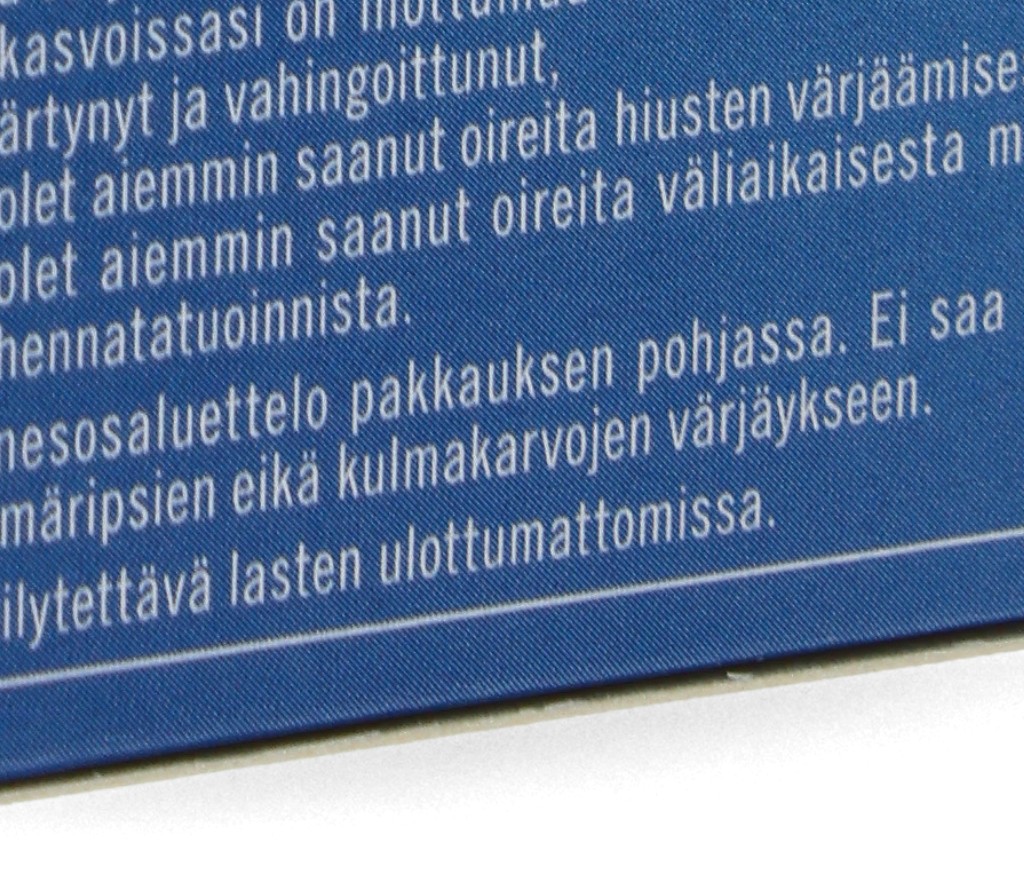 kasvoissasi on
ärtynyt ja vahingoittunut,
olet aiemmin saanut oireita hiusten värjäämise
olet aiemmin saanut oireita väliaikaisesta m
hennatatuoinnista.
nesosaluettelo pakkauksen pohjassa. Ei saa
märipsien eikä kulmakarvojen värjäykseen.
ilytettävä lasten ulottumattomissa.